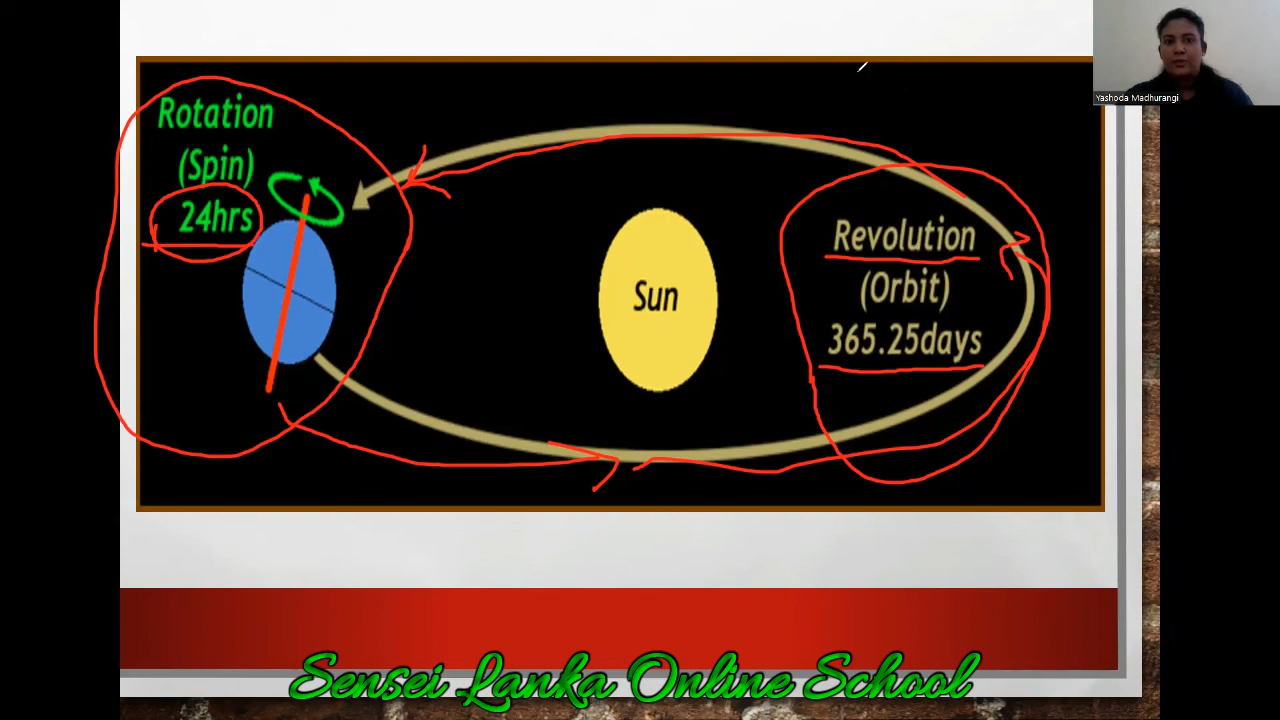 Yashoda Madhurangi
Rotation
(Spin)
24hrs
Sun
Revolution
(Orbit)
365.25days
Sensei Lanka Online School